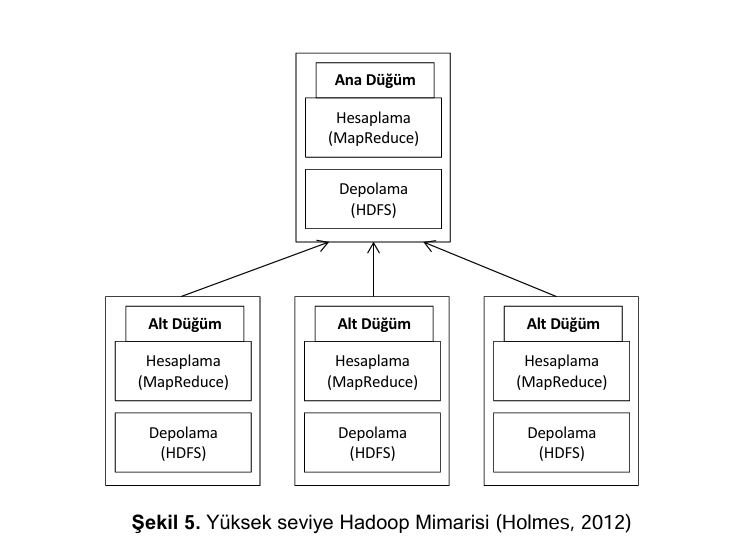 Ana Düğüm
Hesaplama
(MapReduce)
Depolama
(HDFS)
Alt Düğüm
Hesaplama
(MapReduce)
Depolama
(HDFS)
Alt Düğüm
Hesaplama
(MapReduce)
Depolama
(HDFS)
Alt Düğüm
Hesaplama
(MapReduce)
Depolama
(HDFS)
Şekil 5. Yüksek seviye Hadoop Mimarisi (Holmes, 2012)